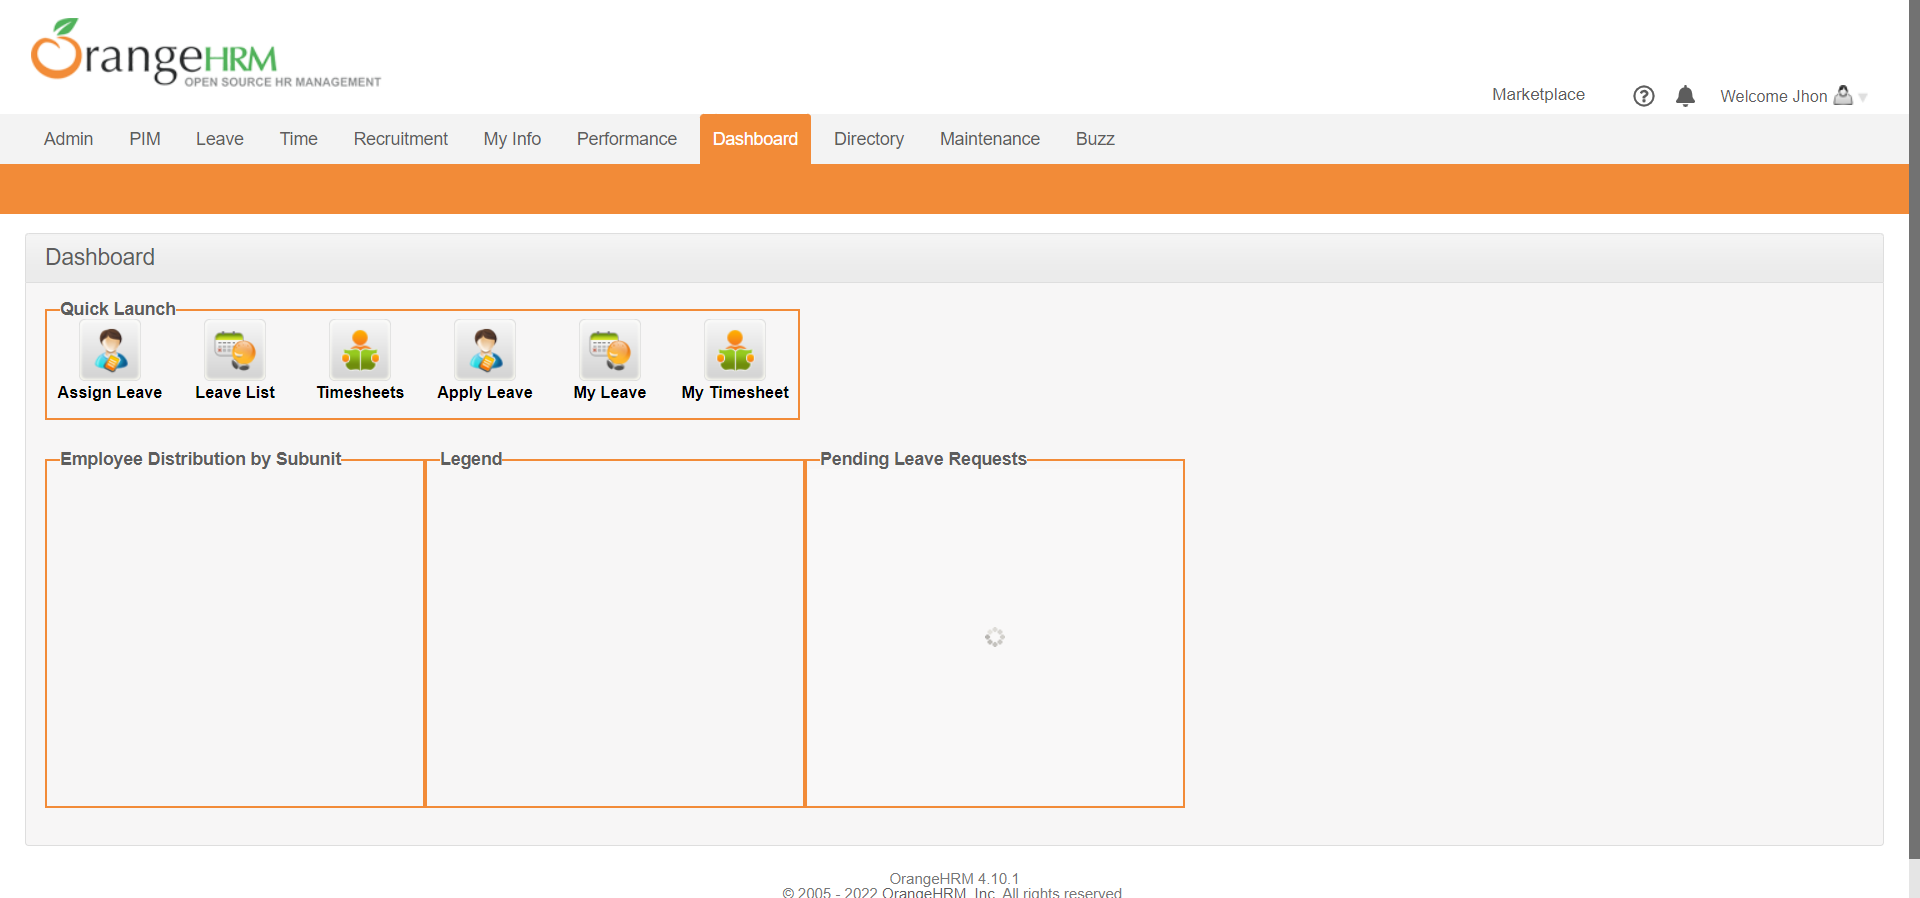 OrangeHRM
OPEN SOURCE HR MANAGEMENT
Marketplace
Welcome Jhon
Admin PIM Leave Time Recruitment My Info Performance Dashboard Directory Maintenance Buzz
Dashboard
Quick Launch
Assign Leave Leave List Timesheets Apply Leave My Leave My Timesheet
Employee Distribution by Subunit Legend Pending Leave Requests
OrangeHRM 4.10.1
© 2005 - 2022 OrangeHRM, Inc. All rights reserved